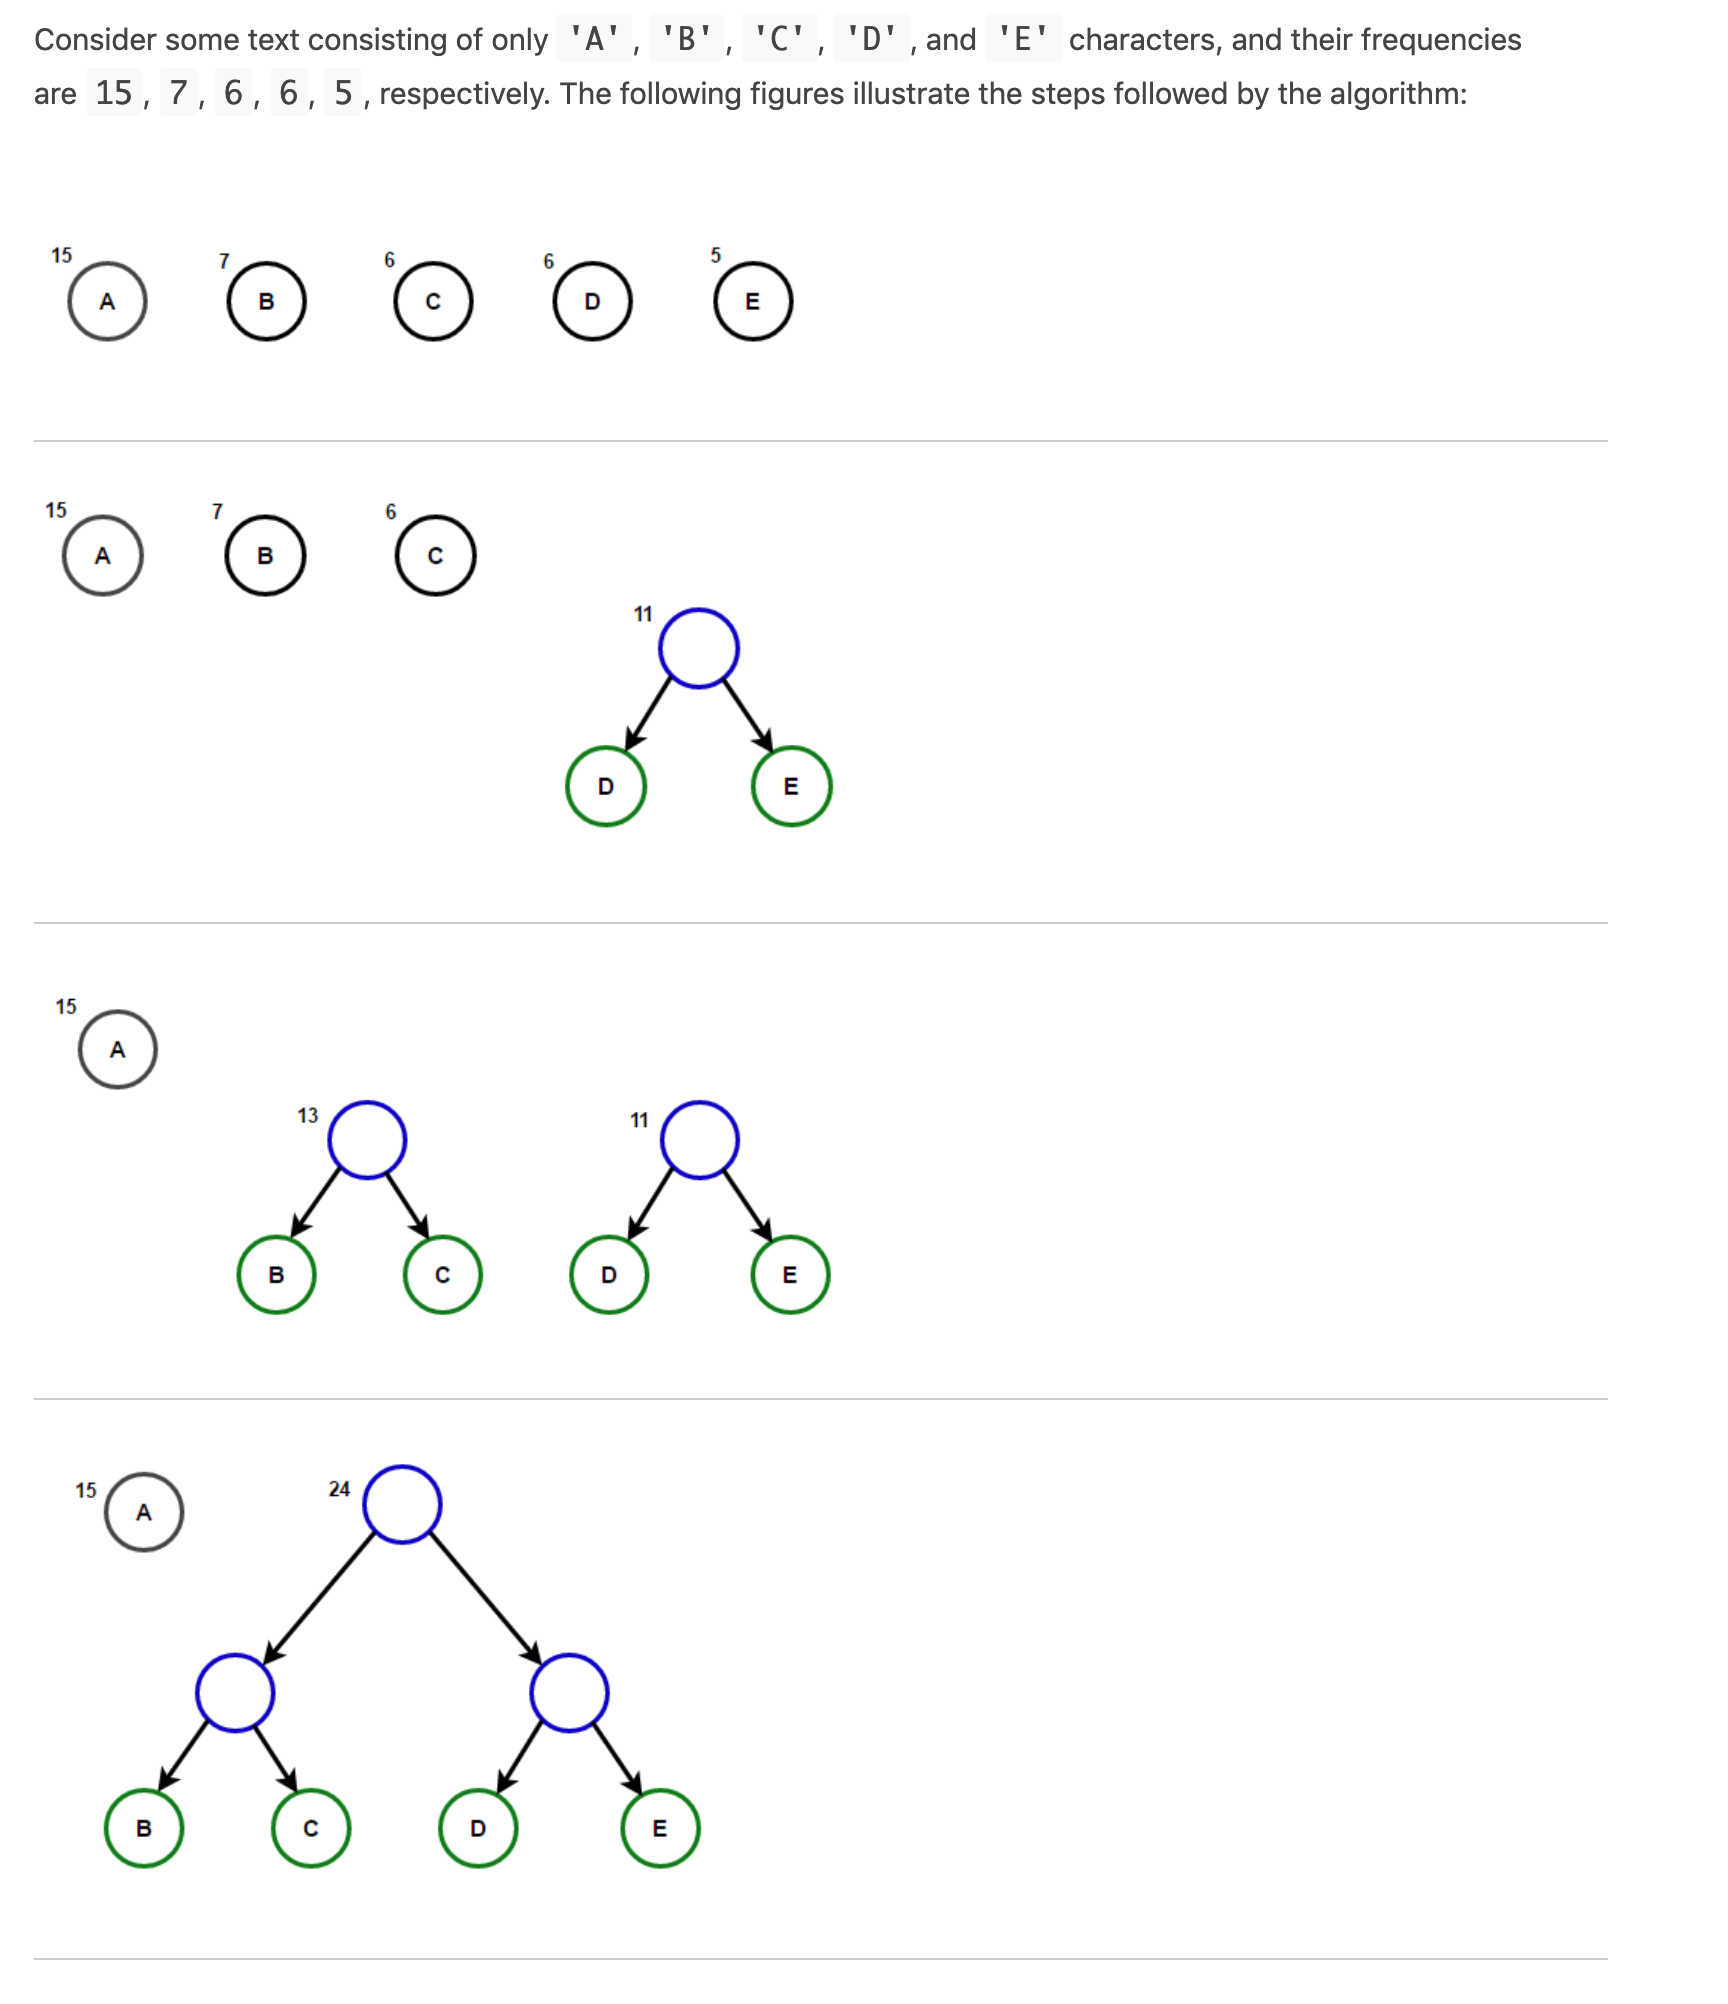 Consider some text consisting of only 'A', 'B', 'C', 'D', and 'E' characters, and their frequencies
are 15, 7, 6, 6, 5, respectively. The following figures illustrate the steps followed by the algorithm:
15 7 6 6 5
A B C D E
15 7 6
A B C
11
D E
15
A
13 11
B C D E
15 24
A
B C D E